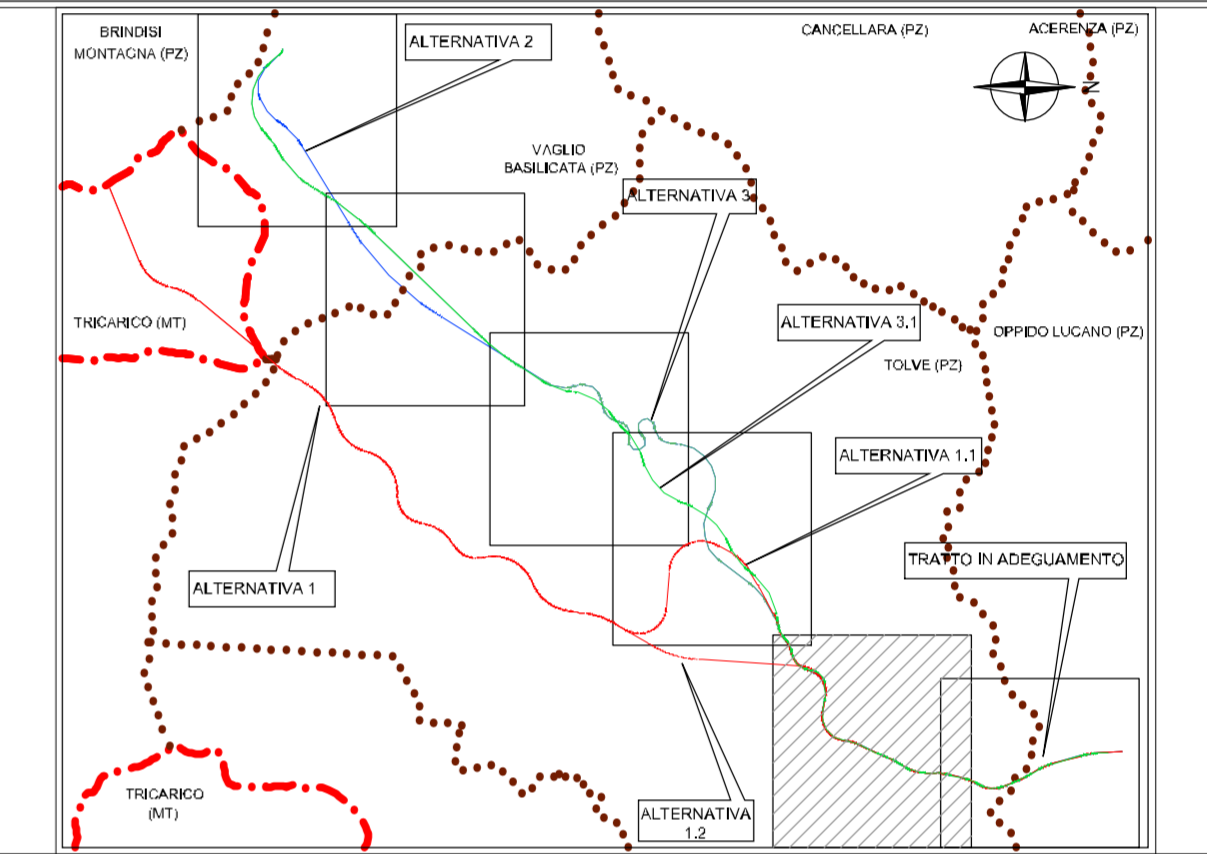 BRINDISI
MONTAGNA (PZ)
ALTERNATIVA 2
CANCELLARA (PZ)
ACERENZA (PZ)
N
VAGLIO
BASILICATA (PZ)
ALTERNATIVA 3
TRICARICO (MT)
ALTERNATIVA 3.1
OPPIDO LUCANO (PZ)
TOLVE (PZ)
ALTERNATIVA 1.1
TRATTO IN ADEGUAMENTO
ALTERNATIVA 1
TRICARICO
(MT)
ALTERNATIVA
1.2